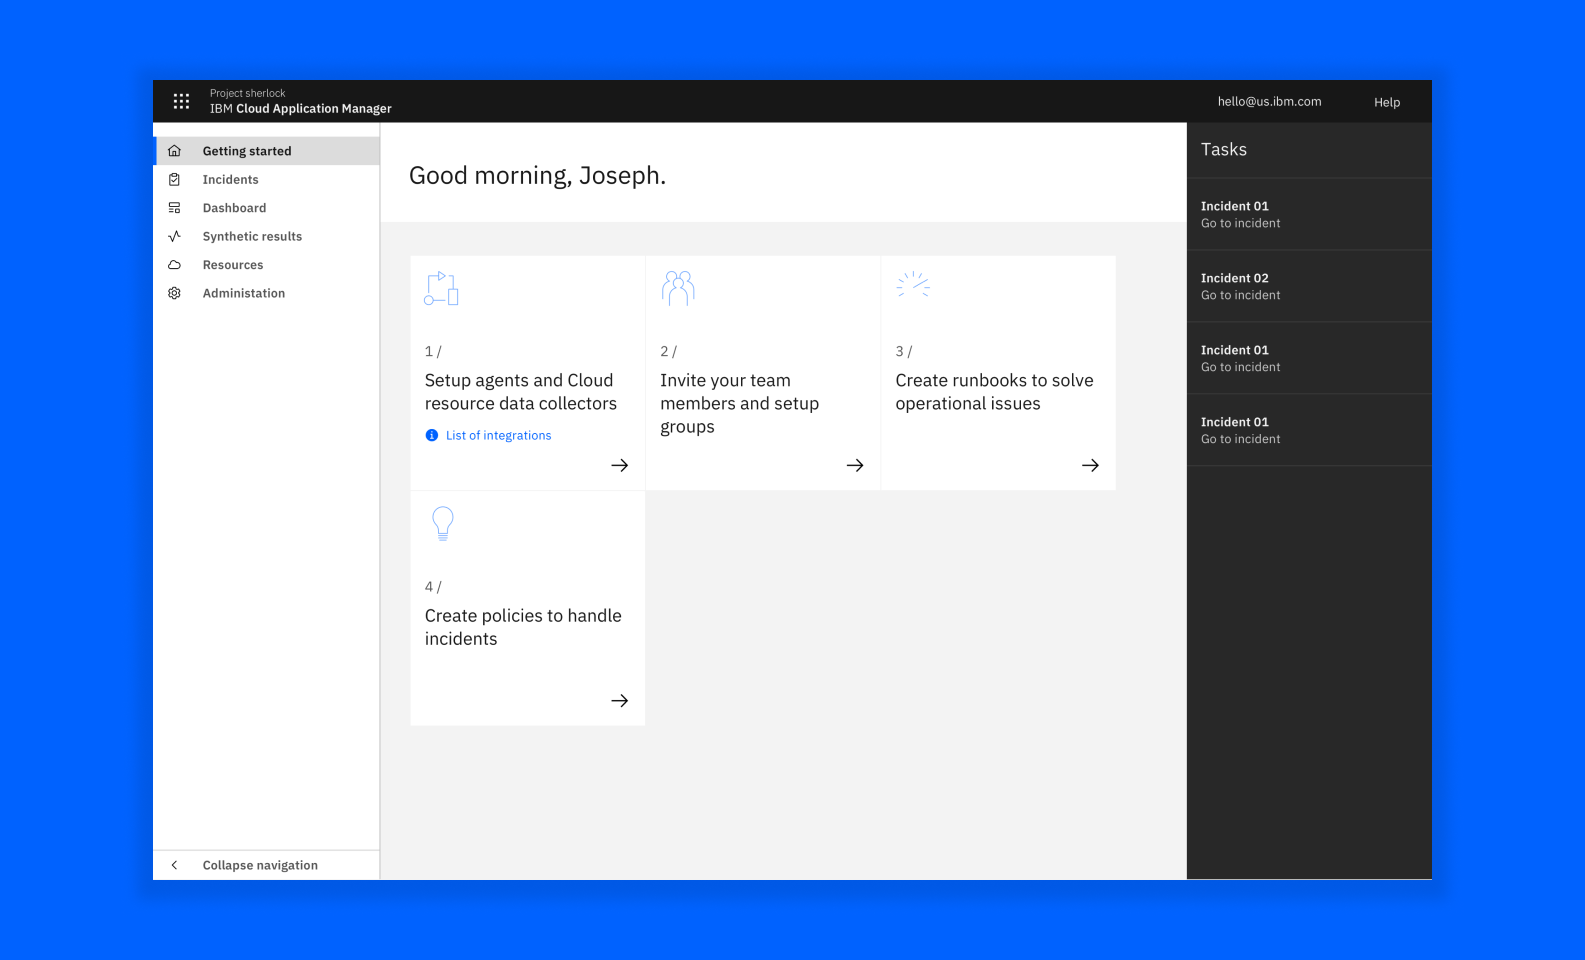 Project sherlock
IBM Cloud Application Manager
hello@us.ibm.com
Help
Getting started
Incidents
Dashboard
Synthetic results
Resources
Administation
Collapse navigation
Good morning, Joseph.
1 /
Setup agents and Cloud
resource data collectors
List of integrations
2 /
Invite your team
members and setup
groups
3 /
Create runbooks to solve
operational issues
4 /
Create policies to handle
incidents
Tasks
Incident 01
Go to incident
Incident 02
Go to incident
Incident 01
Go to incident
Incident 01
Go to incident